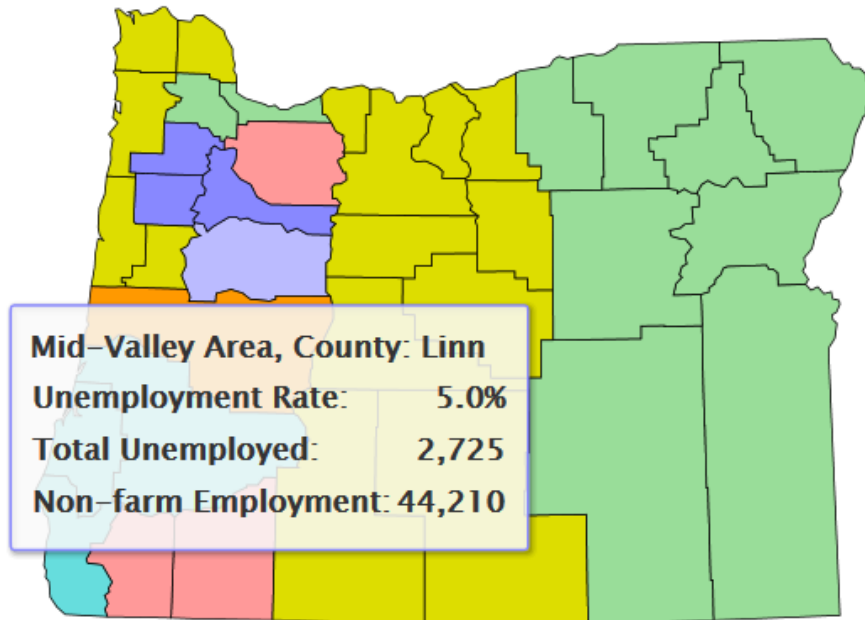 Mid-Valley Area, County: Linn
Unemployment Rate: 5.0%
Total Unemployed: 2,725
Non-farm Employment: 44,210